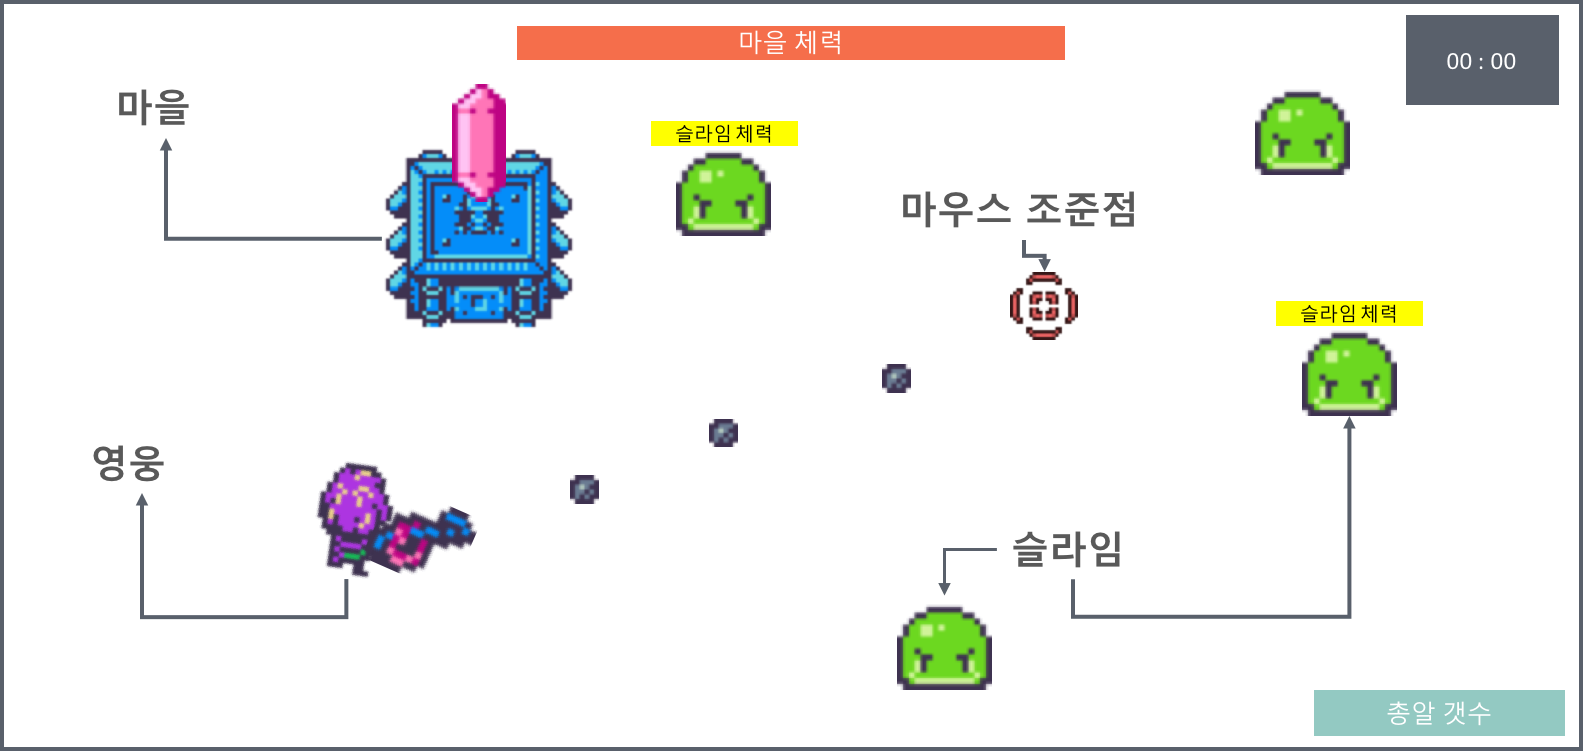 마을 체력
00 : 00
마을
슬라임 체력
마우스 조준점
슬라임 체력
영웅
슬라임
총알 갯수